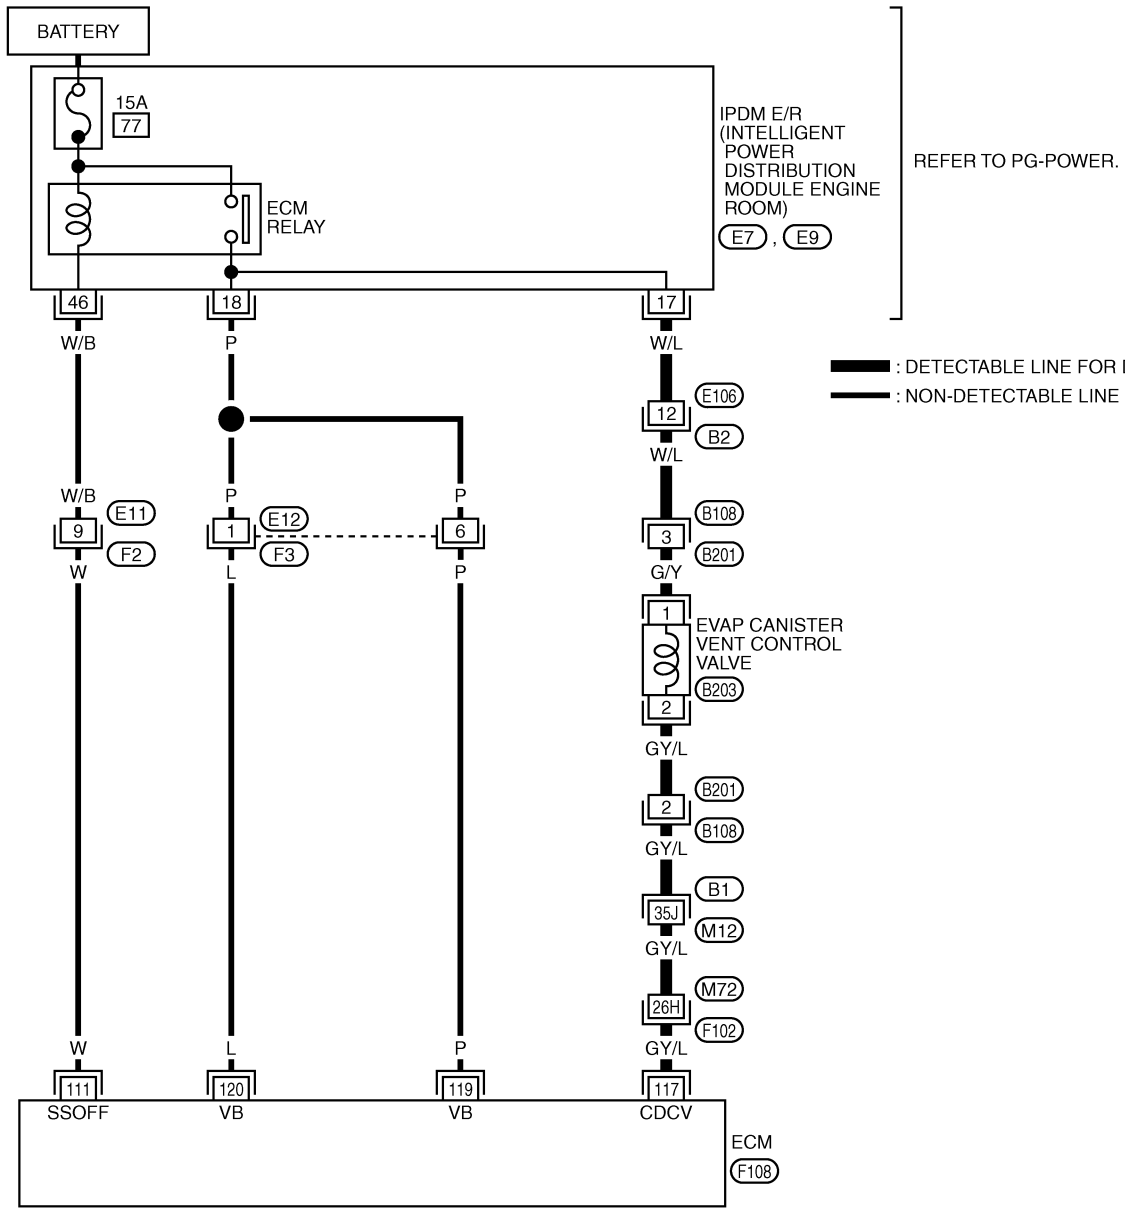 BATTERY
15A
77
IPDM E/R
(INTELLIGENT
POWER
DISTRIBUTION
MODULE ENGINE
ROOM)
E7 , E9
REFER TO PG-POWER.
ECM
RELAY
46
18
17
W/B
P
W/L
: DETECTABLE LINE FOR
: NON-DETECTABLE LINE
12
E106
B2
W/L
W/B
P
P
9
E11
F2
1
E12
F3
6
3
B108
B201
W
L
P
G/Y
1
EVAP CANISTER
VENT CONTROL
VALVE
B203
2
GY/L
2
B201
B108
GY/L
35J
B1
M12
GY/L
26H
M72
F102
W
L
P
GY/L
111
120
119
117
SSOFF
VB
VB
CDCV
ECM
F108